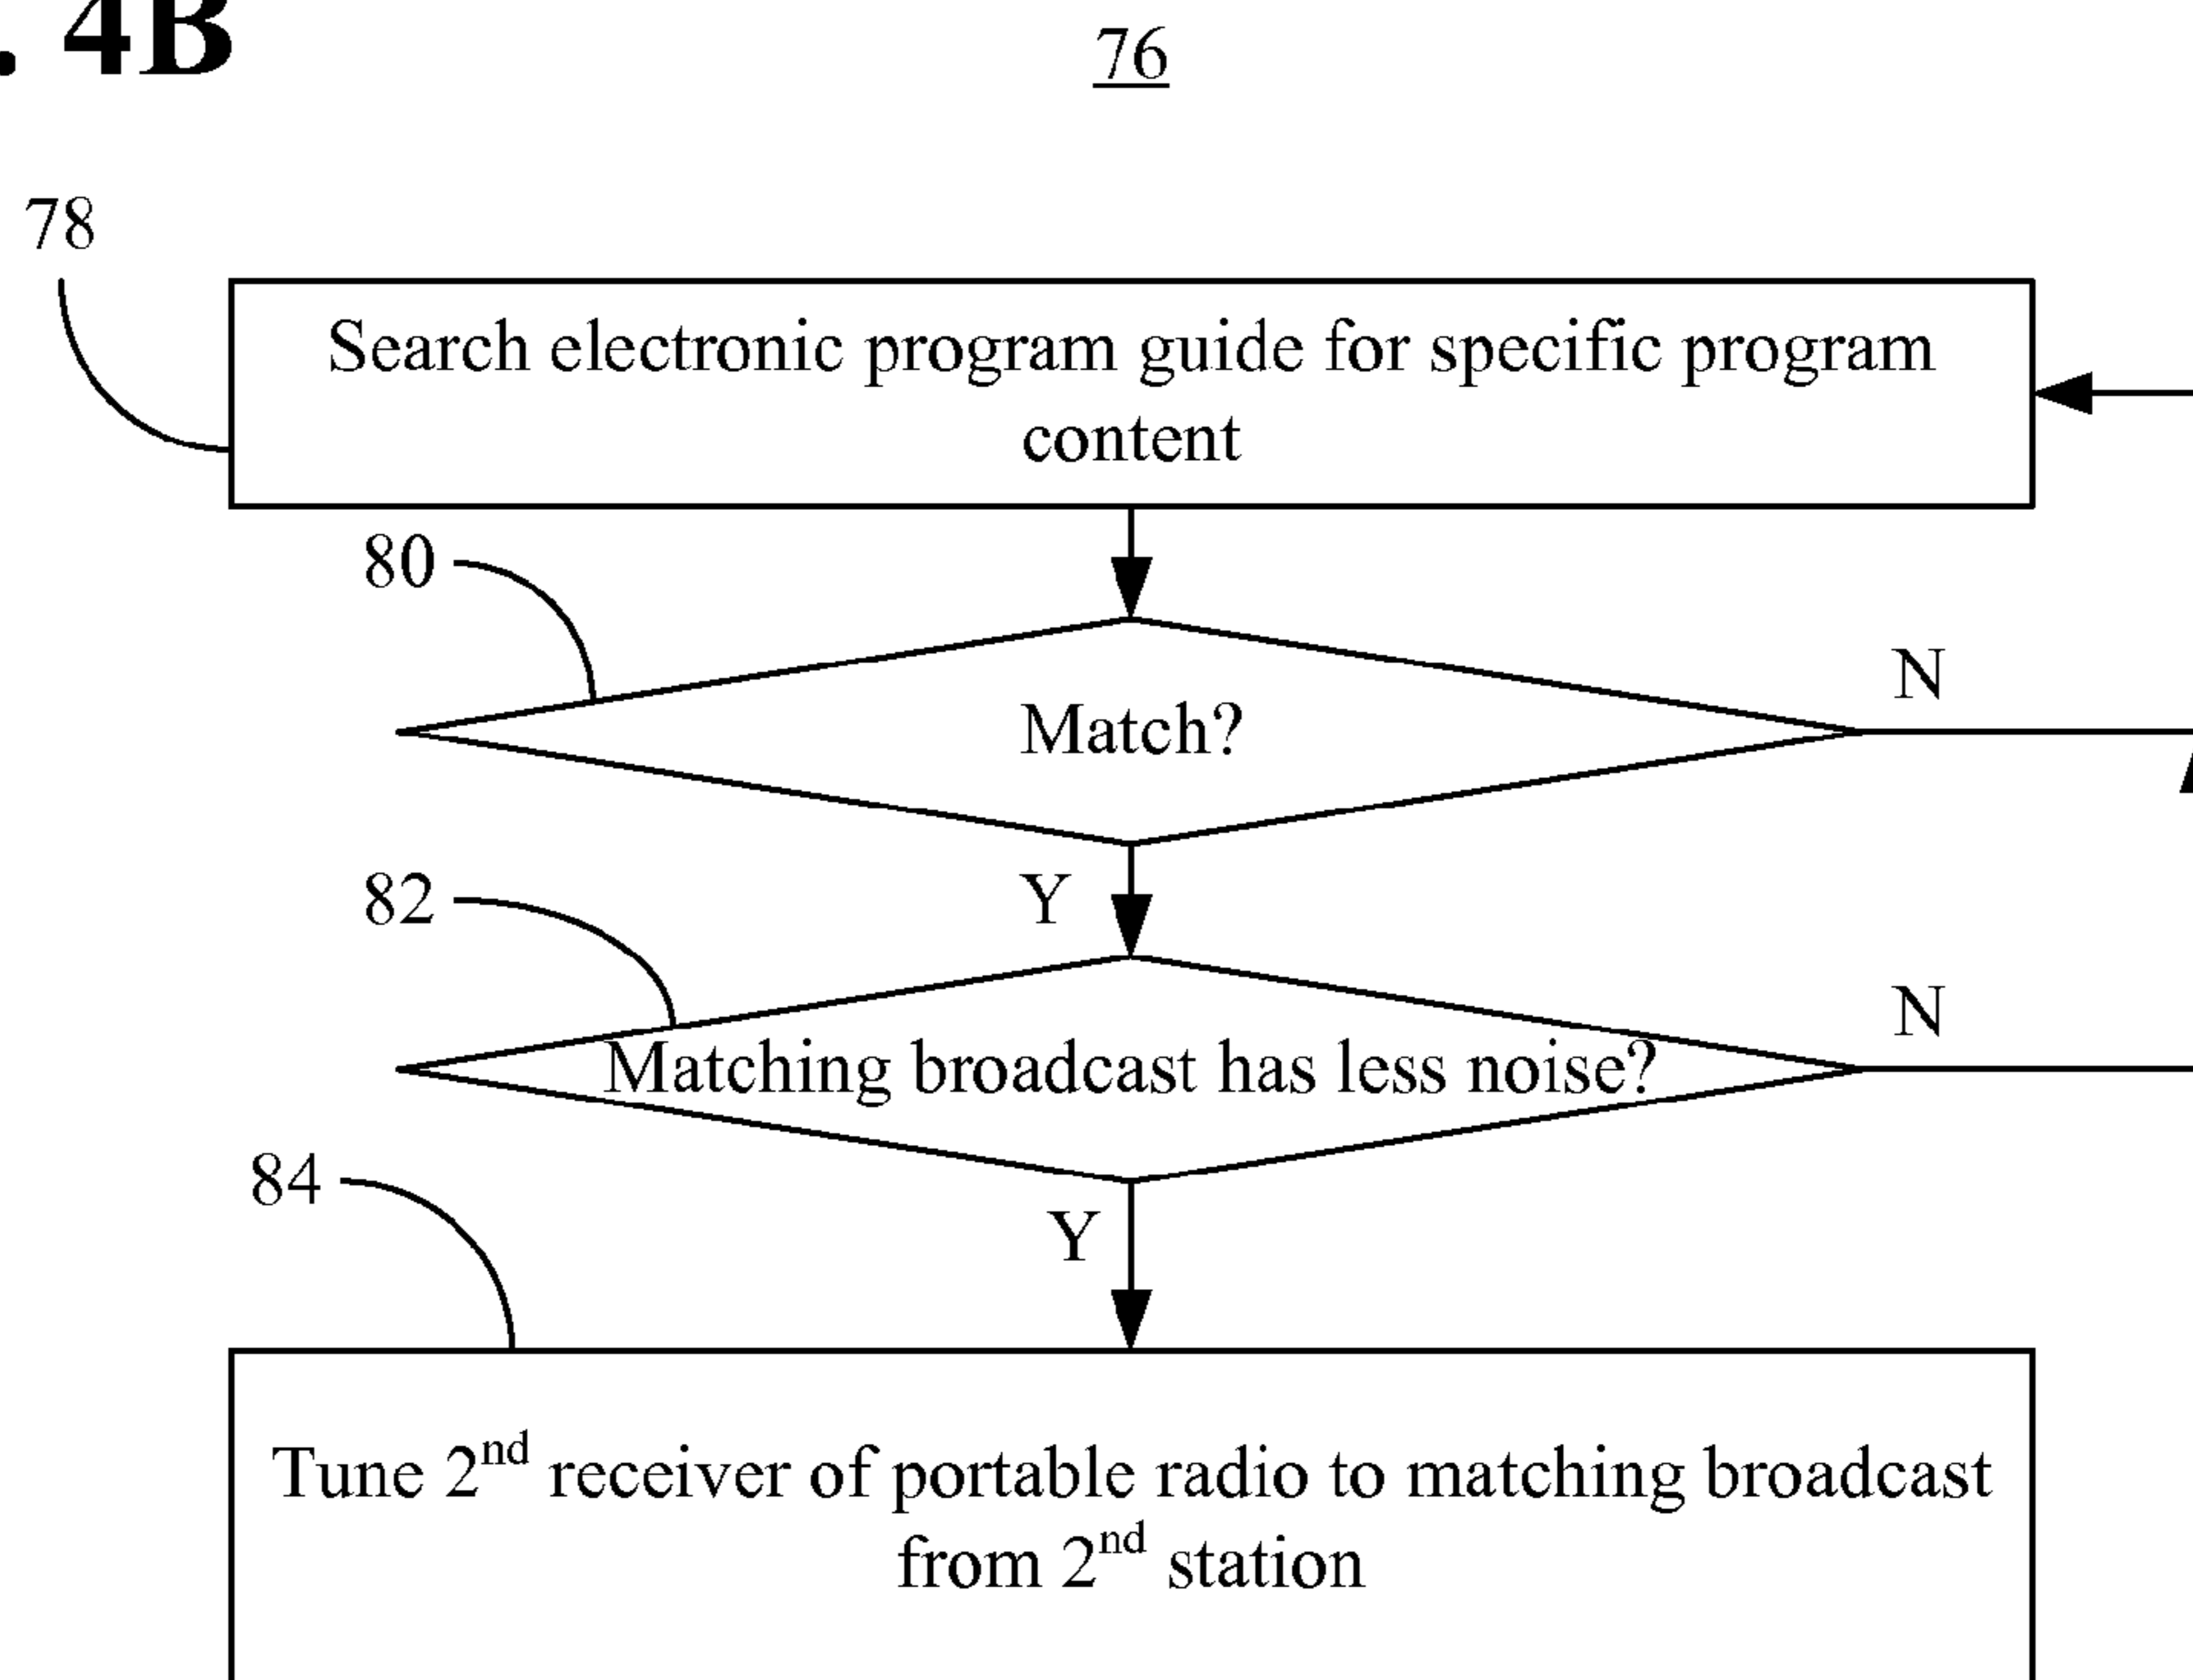 . 4B
76
78
Search electronic program guide for specific program
content
80
Match?
N
Y
82
Matching broadcast has less noise?
N
84
Y
Tune 2nd receiver of portable radio to matching broadcast
from 2nd station